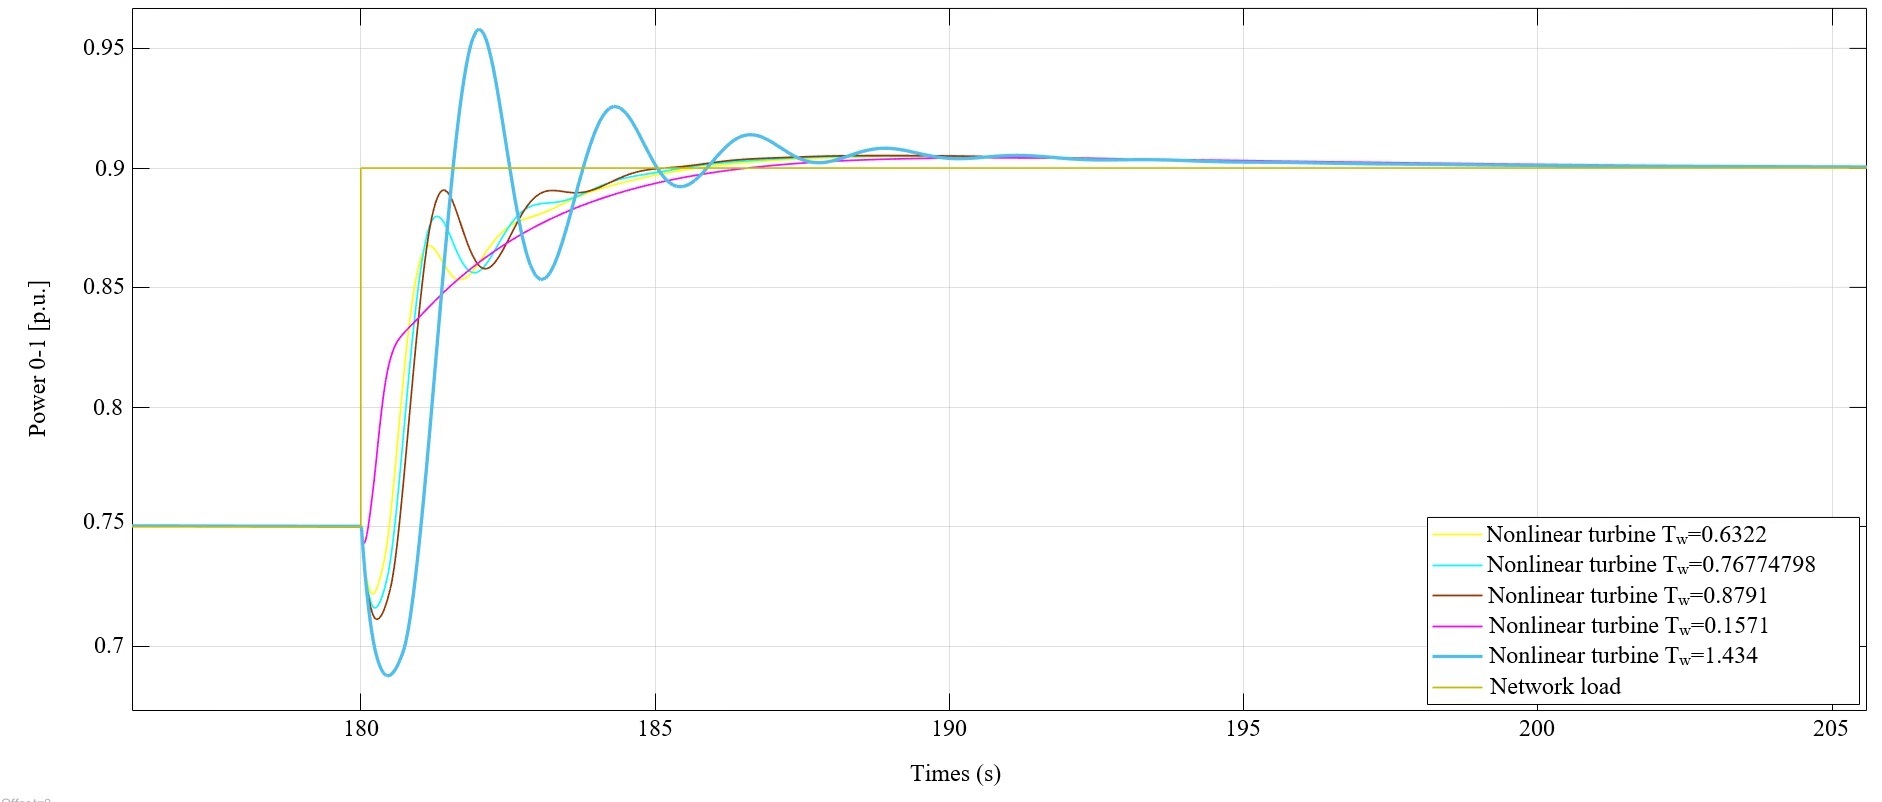 0.95
0.9
0.85
0.8
0.75
0.7
Power 0-1 [p.u.]
180 185 190 195 200 205
Times (s)
Nonlinear turbine Tw=0.6322
Nonlinear turbine Tw=0.76774798
Nonlinear turbine Tw=0.8791
Nonlinear turbine Tw=0.1571
Nonlinear turbine Tw=1.434
Network load